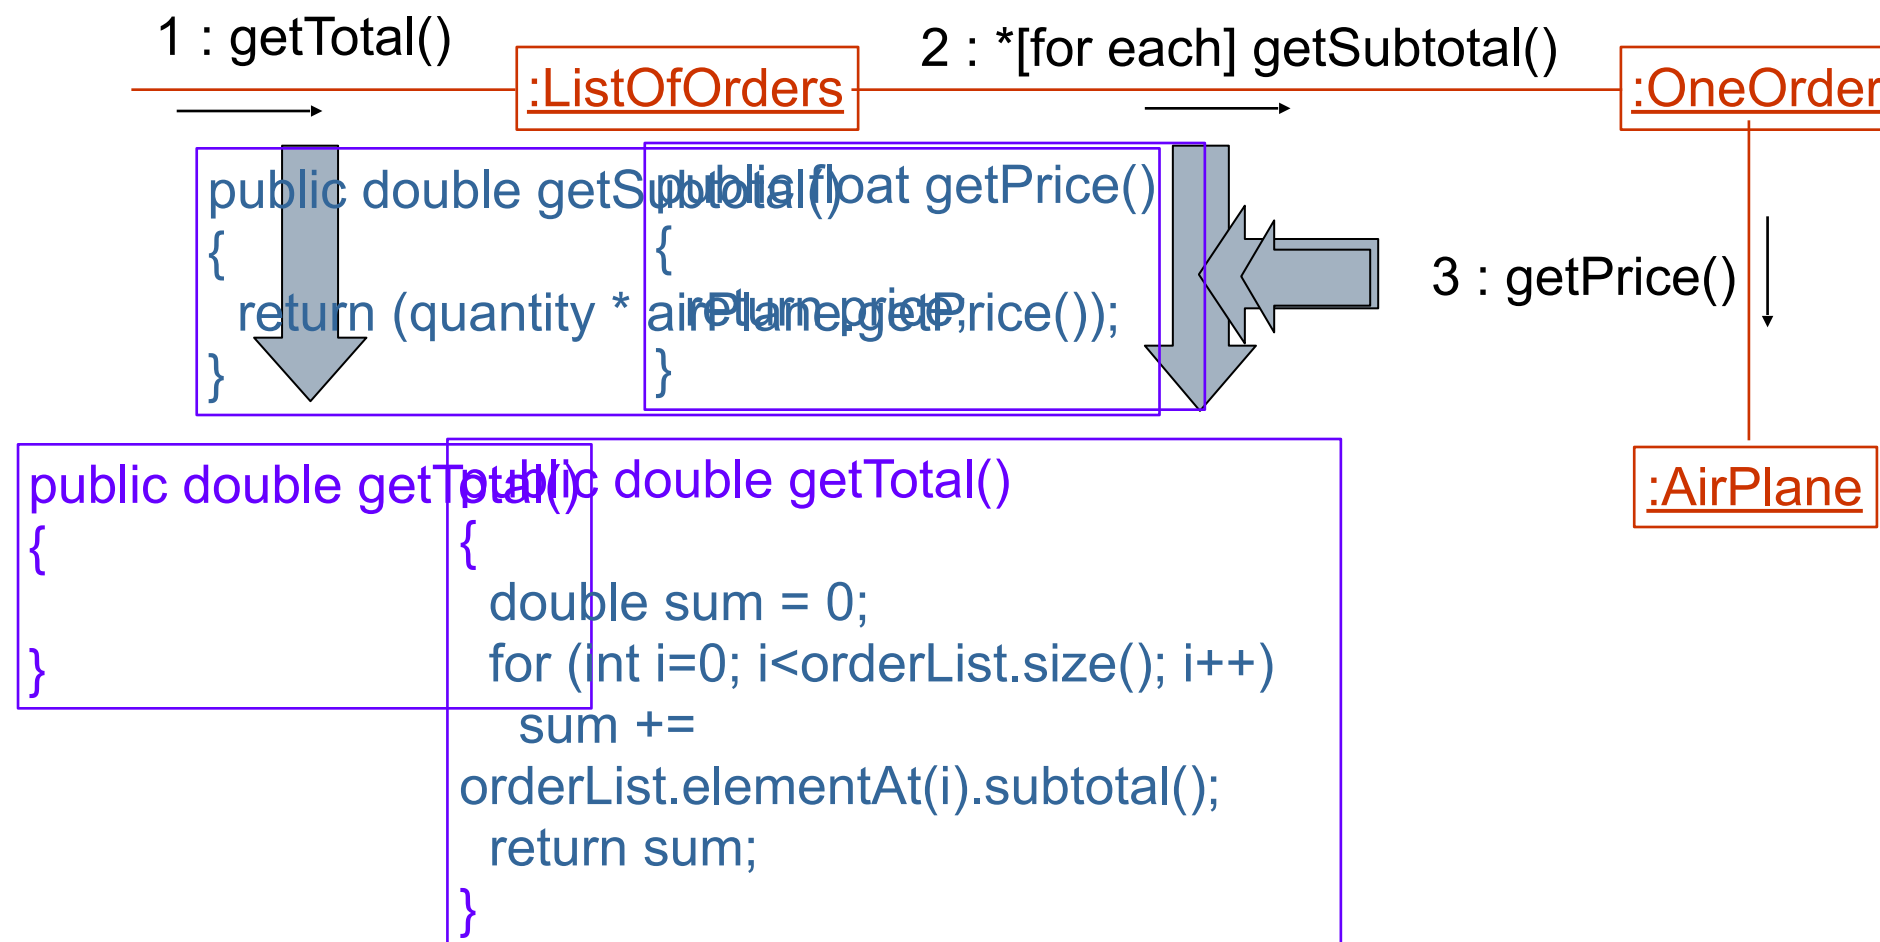 1 : getTotal()
2 : *[for each] getSubtotal()
:ListOfOrders
:OneOrder
public double getSubtotal()
{
return (quantity * airPlane.getPrice());
}
public float getPrice()
{
return price;
}
3 : getPrice()
:AirPlane
public double getTotal()
{
}
public double getTotal()
{
double sum = 0;
for (int i=0; i<orderList.size(); i++)
sum +=
orderList.elementAt(i).subtotal();
return sum;
}